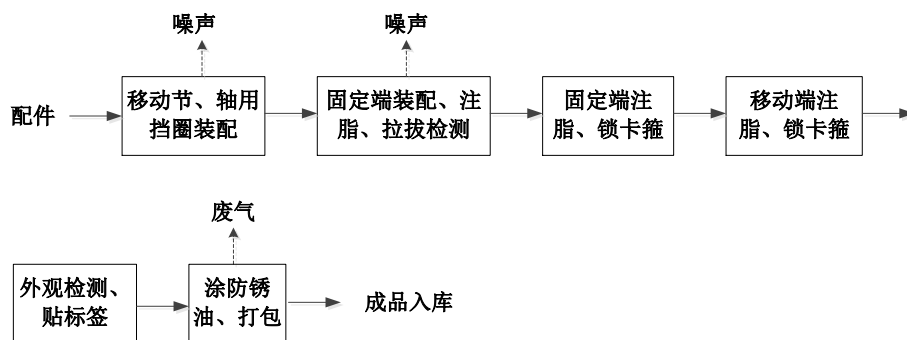 噪声
噪声
配件
移动节、轴用
挡圈装配
固定端装配、注
脂、拉拔检测
固定端注
脂、锁卡箍
移动端注
脂、锁卡箍
废气
外观检测、
贴标签
涂防锈
油、打包
成品入库